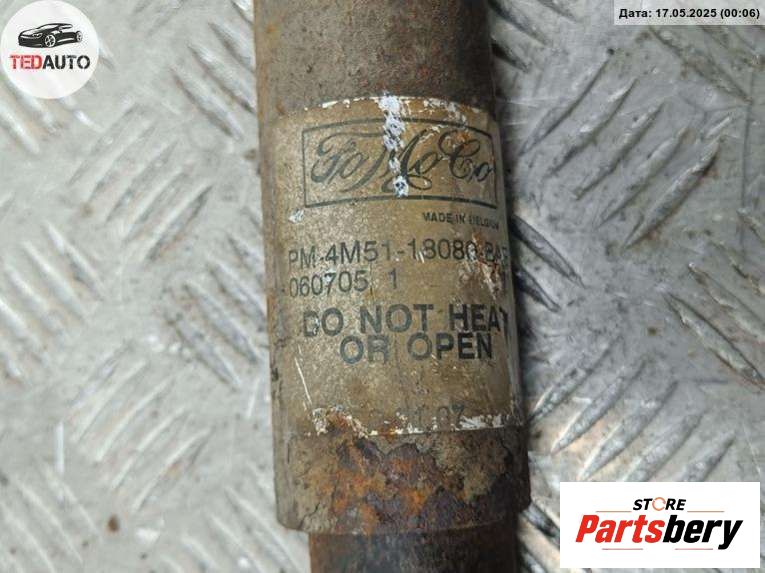 Дата: 17.05.2025 (00:06)
TEDAUTO
FoMoCo
MADE IN BELGIUM
PM 4M51-18080-
060705 1
DO NOT HEAT
OR OPEN
STORE
Partsbery